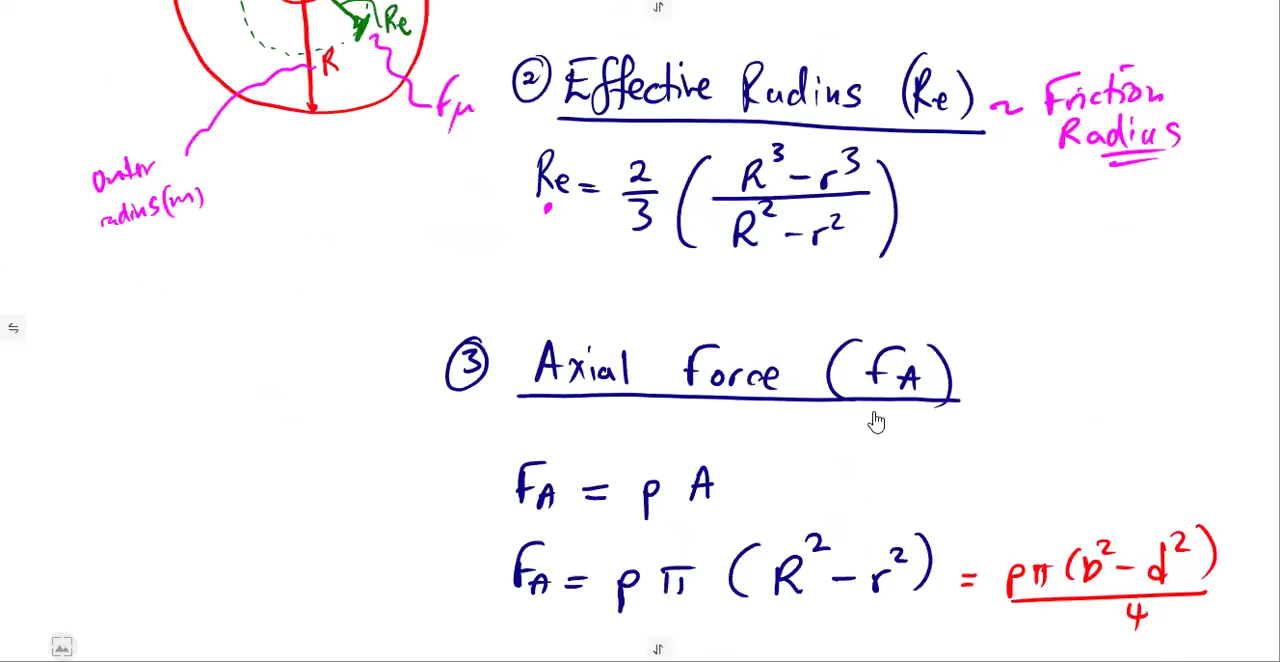 Re
R
Fμ
outer
radius(m)
② Effective Radius (Re) ~ Friction
Radius
Re = 2/3 (R³ - r³ / R² - r²)
③ Axial Force (FA)
FA = p A
FA = p π (R² - r²) = pπ(D² - d²)/4